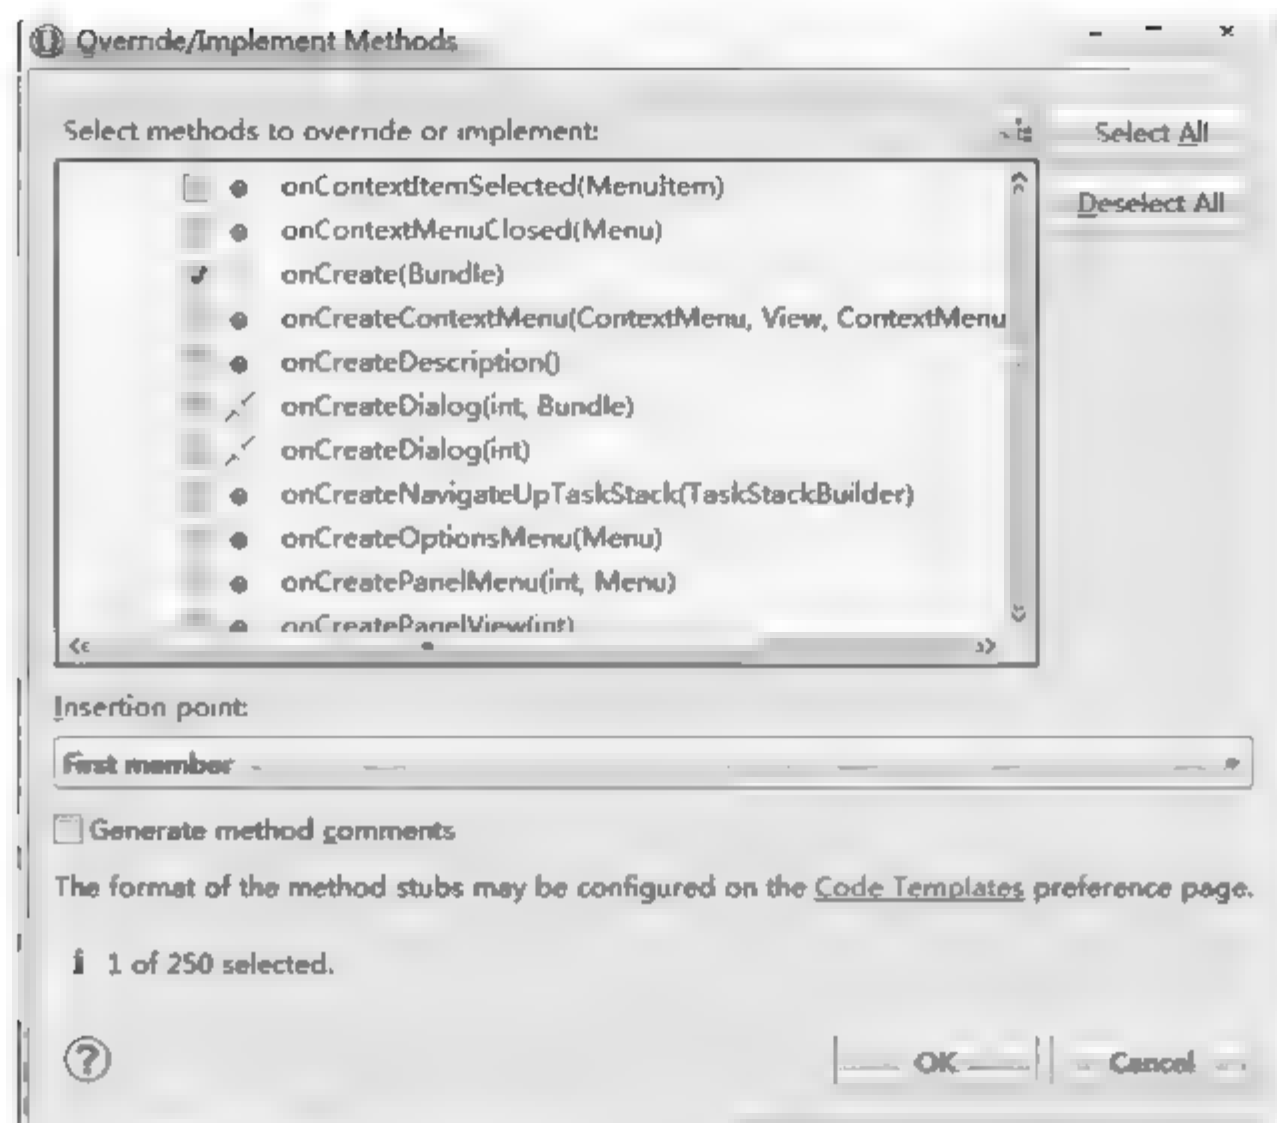 Override/Implement Methods
Select methods to override or implement:
Select All
onContextItemSelected(MenuItem)
Deselect All
onContextMenuClosed(Menu)
onCreate(Bundle)
onCreateContextMenu(ContextMenu, View, ContextMenu
onCreateDescription()
onCreateDialog(int, Bundle)
onCreateDialog(int)
onCreateNavigateUpTaskStack(TaskStackBuilder)
onCreateOptionsMenu(Menu)
onCreatePanelMenu(int, Menu)
onCreatePanelView(int)
Insertion point:
First member
Generate method comments
The format of the method stubs may be configured on the Code Templates preference page.
i 1 of 250 selected.
?
OK Cancel